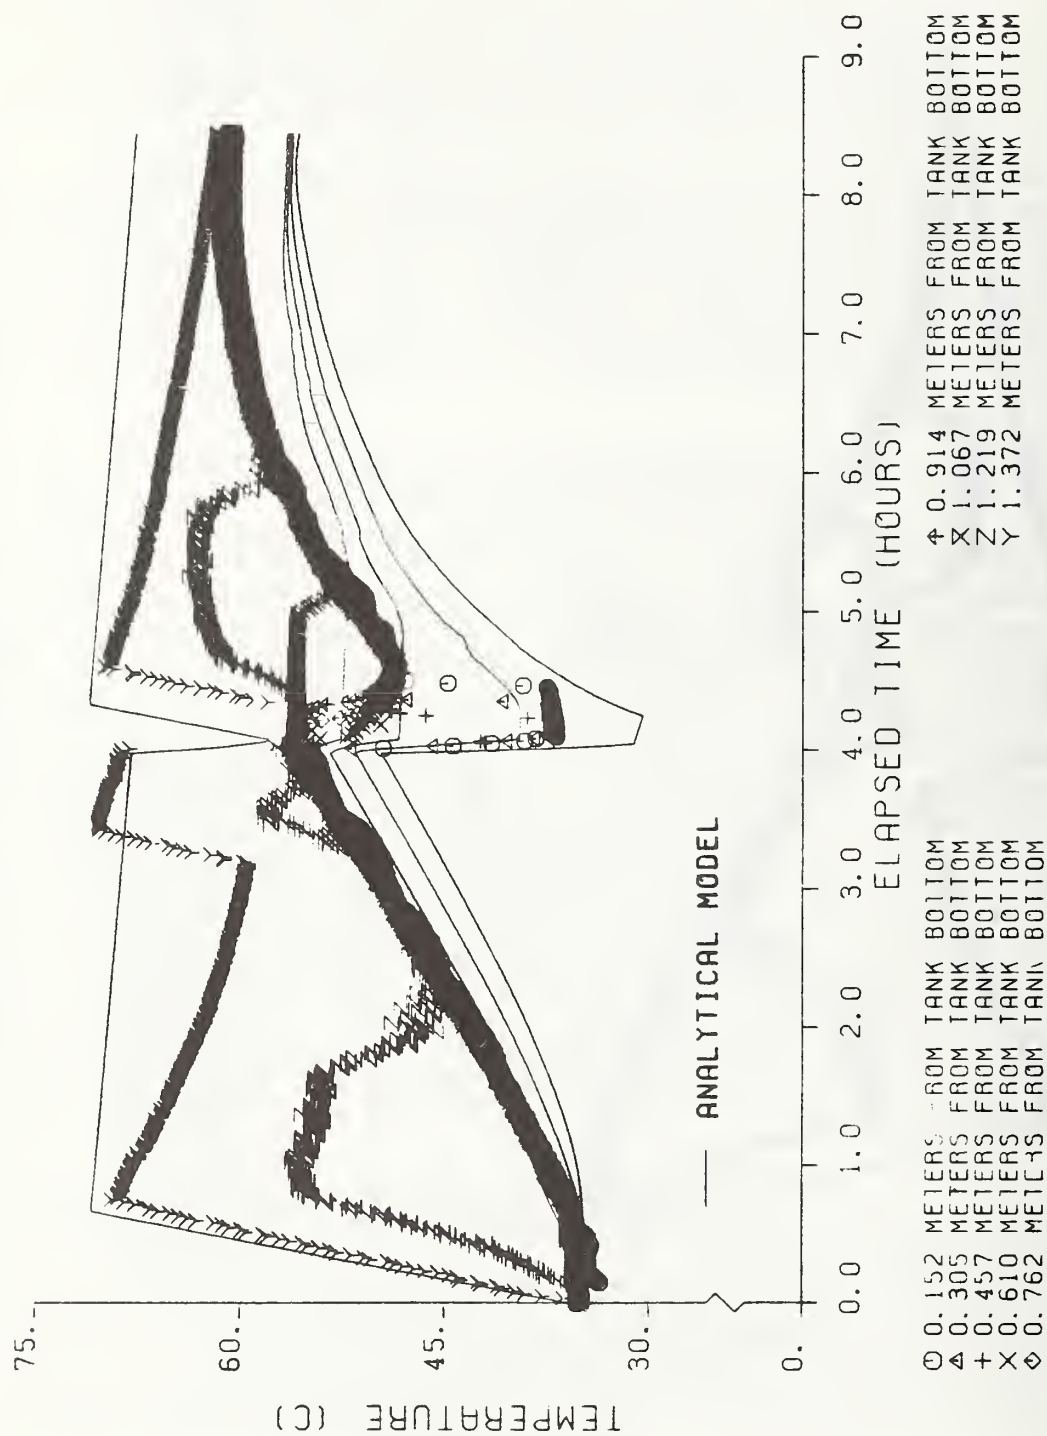 TEMPERATURE (C)
75.
60.
45.
30.
0.
0.0 1.0 2.0 3.0 4.0 5.0 6.0 7.0 8.0 9.0
ELAPSED TIME (HOURS)
ANALYTICAL MODEL
0.152 METERS FROM TANK BOTTOM
0.305 METERS FROM TANK BOTTOM
+ 0.457 METERS FROM TANK BOTTOM
X 0.610 METERS FROM TANK BOTTOM
0.762 METERS FROM TANK BOTTOM
0.914 METERS FROM TANK BOTTOM
X 1.067 METERS FROM TANK BOTTOM
Z 1.219 METERS FROM TANK BOTTOM
Y 1.372 METERS FROM TANK BOTTOM